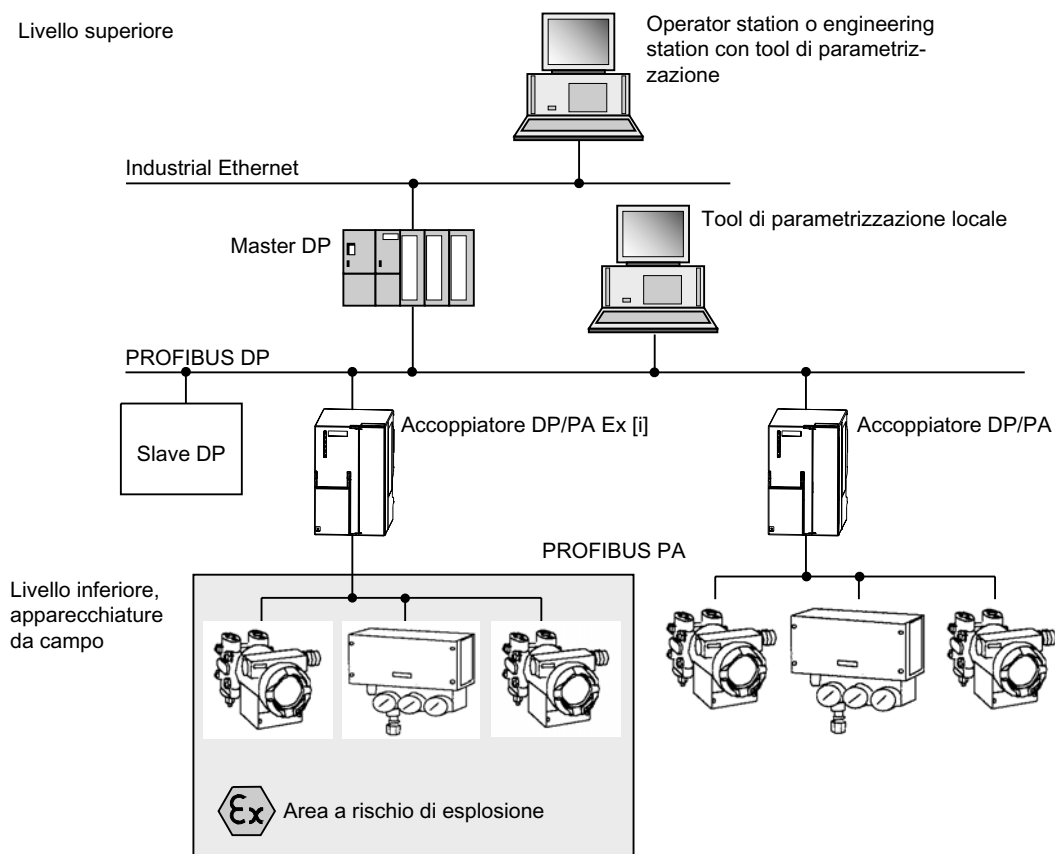 Livello superiore
Operator station o engineering
station con tool di parametriz-
zazione
Industrial Ethernet
Master DP
Tool di parametrizzazione locale
PROFIBUS DP
Slave DP
Accoppiatore DP/PA Ex [i]
Accoppiatore DP/PA
PROFIBUS PA
Livello inferiore,
apparecchiature
da campo
Ex
Area a rischio di esplosione